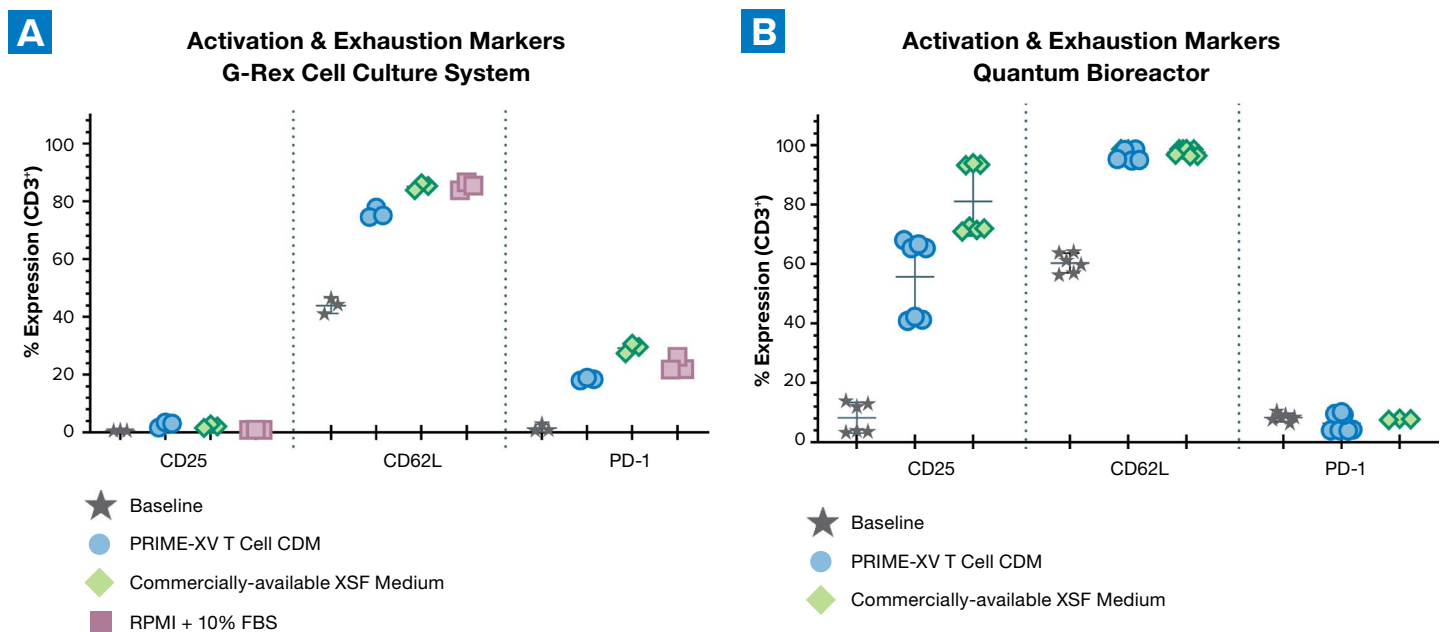 A
Activation & Exhaustion Markers
G-Rex Cell Culture System
% Expression (CD3⁺)
100
80
60
40
20
0
CD25
CD62L
PD-1
Baseline
PRIME-XV T Cell CDM
Commercially-available XSF Medium
RPMI + 10% FBS
B
Activation & Exhaustion Markers
Quantum Bioreactor
% Expression (CD3⁺)
100
80
60
40
20
0
CD25
CD62L
PD-1
Baseline
PRIME-XV T Cell CDM
Commercially-available XSF Medium